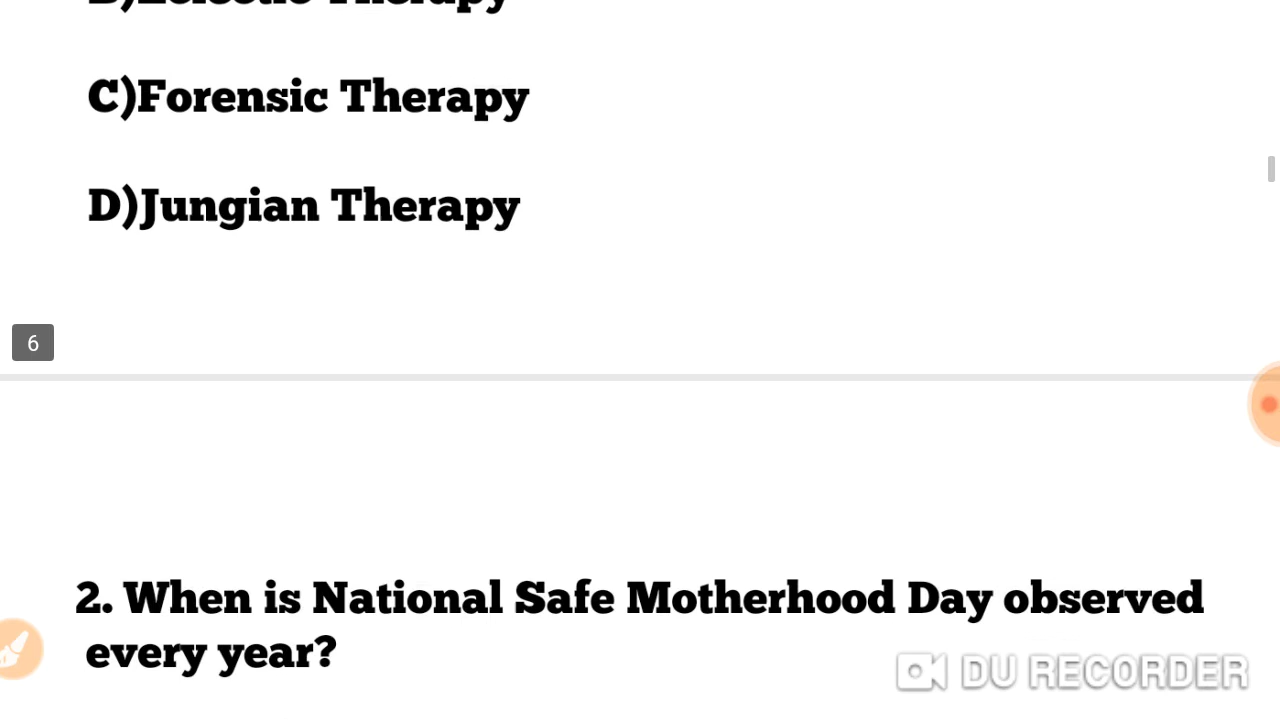 C)Forensic Therapy
D)Jungian Therapy
6
2. When is National Safe Motherhood Day observed
every year?
DU RECORDER